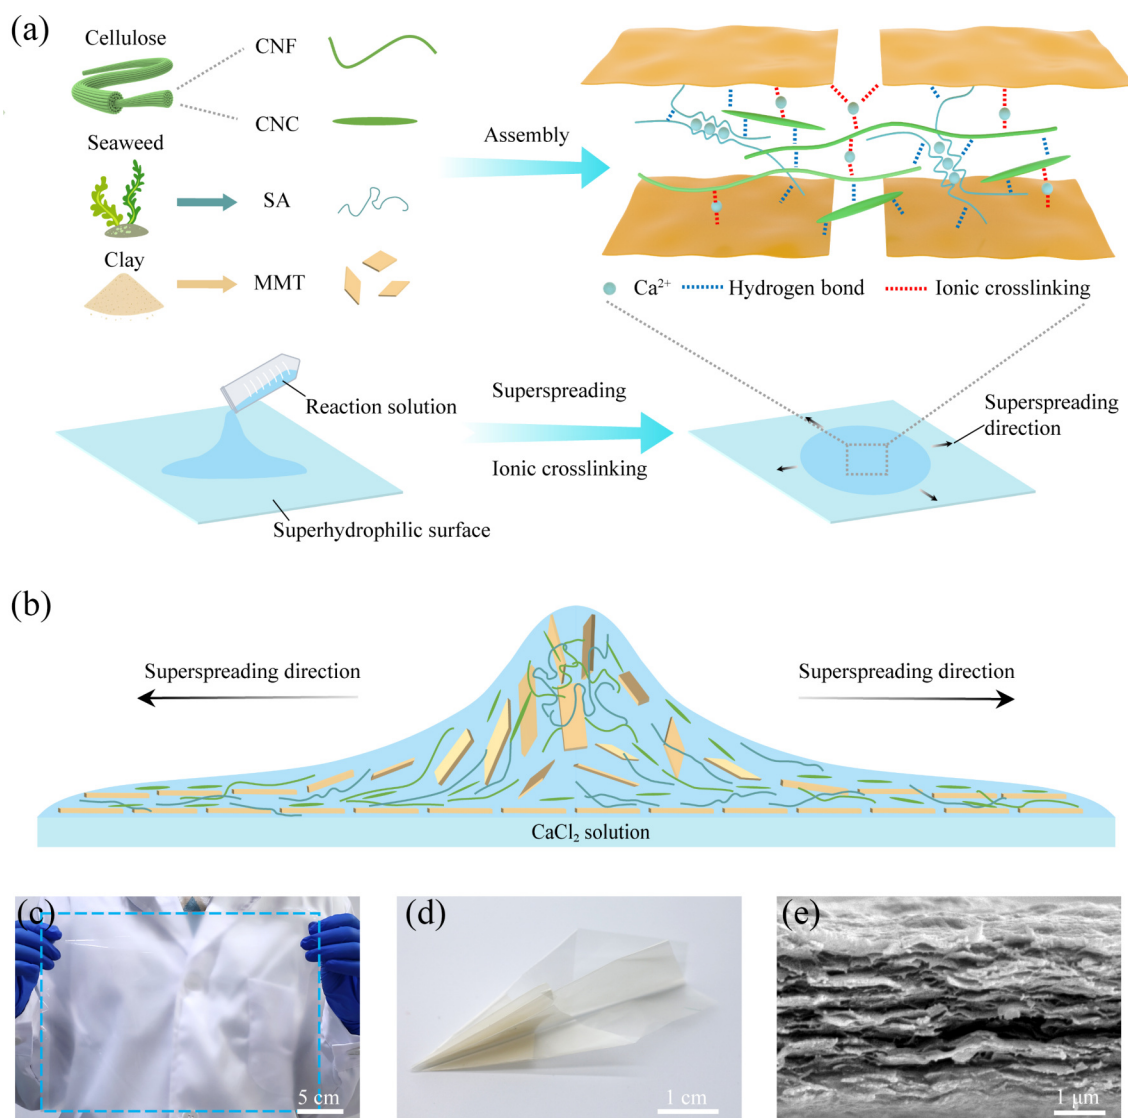 (a)
Cellulose
CNF
CNC
Seaweed
SA
Clay
MMT
Assembly
Ca²⁺
Hydrogen bond
Ionic crosslinking
Reaction solution
Superhydrophilic surface
Superspreading
Ionic crosslinking
Superspreading
direction
(b)
Superspreading direction
Superspreading direction
CaCl₂ solution
(c)
5 cm
(d)
1 cm
(e)
1 μm